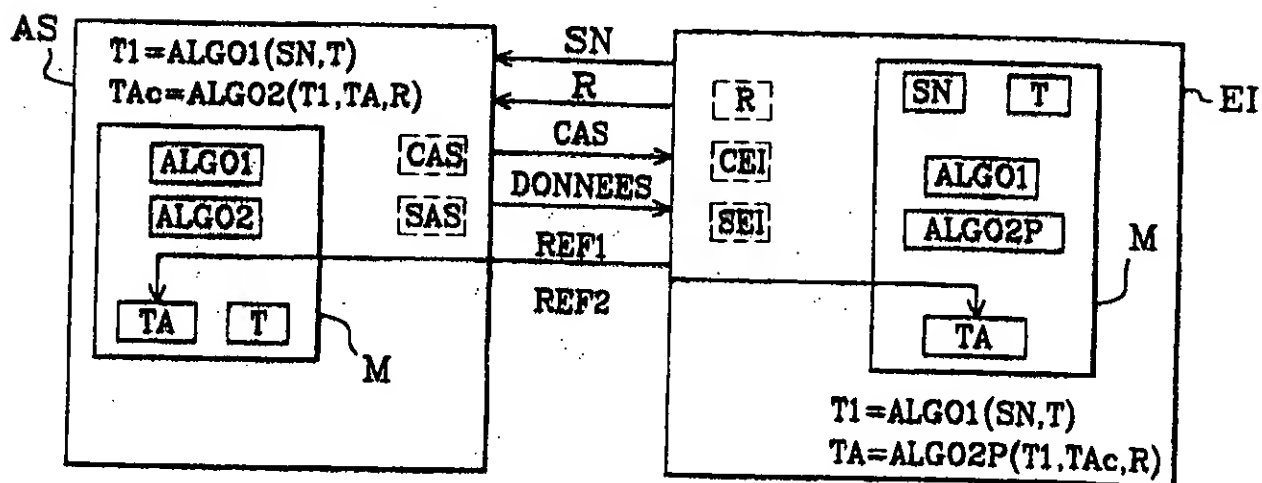 AS
T1=ALGO1(SN,T)
TAc=ALGO2(T1,TA,R)
ALGO1
ALGO2
CAS
SAS
TA
T
M
SN
R
CAS
DONNEES
REF1
REF2
R
CEI
SEI
SN
T
ALGO1
ALGO2P
TA
EI
M
T1=ALGO1(SN,T)
TA=ALGO2P(T1,TAc,R)